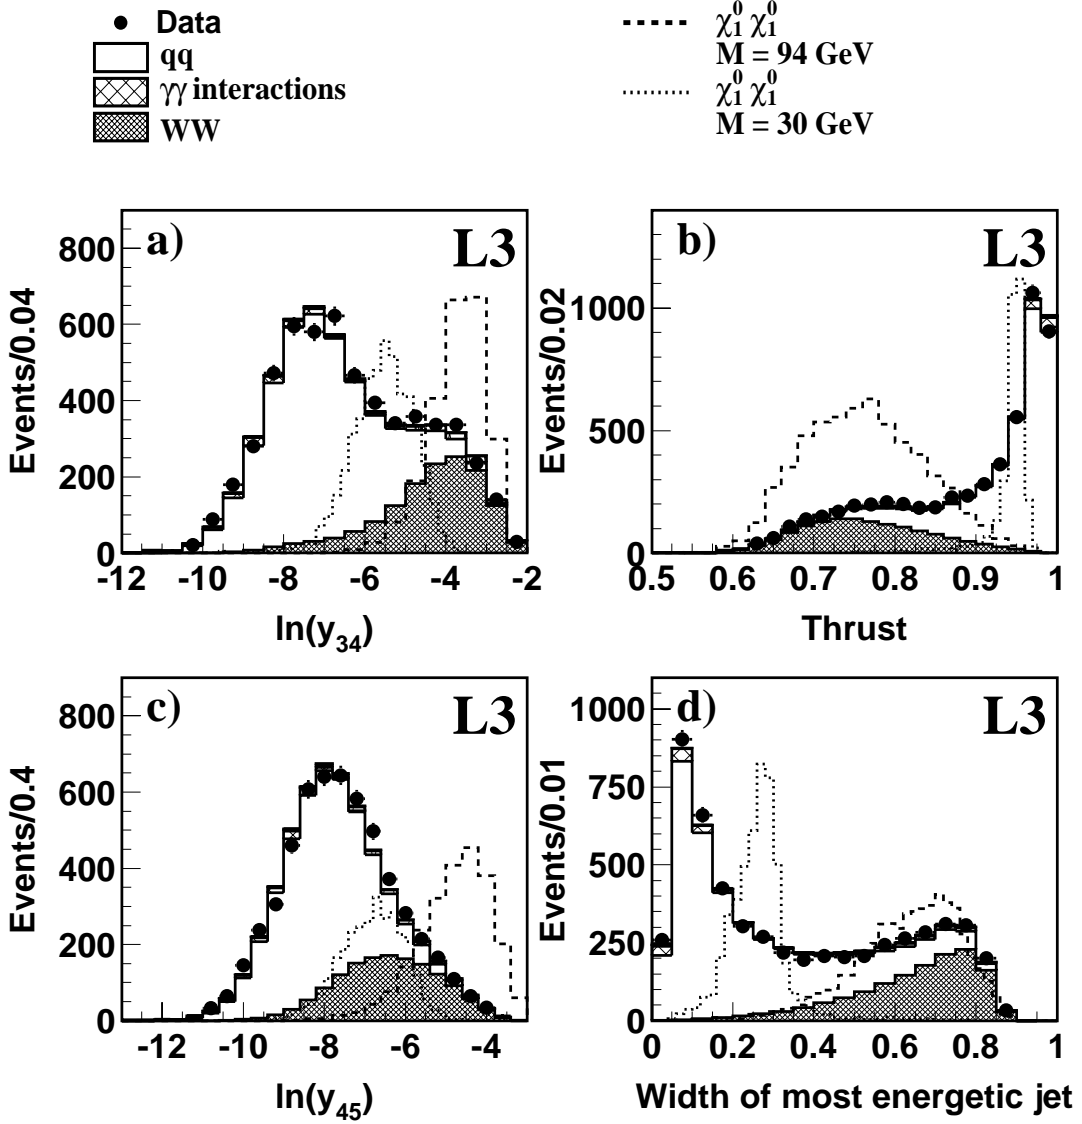 Data
qq
γγ interactions
WW
χ₁⁰ χ₁⁰
M = 94 GeV
χ₁⁰ χ₁⁰
M = 30 GeV
a) L3
Events/0.04
800
600
400
200
0
-12 -10 -8 -6 -4 -2
ln(y₃₄)
b) L3
Events/0.02
1000
500
0
0.5 0.6 0.7 0.8 0.9 1
Thrust
c) L3
Events/0.4
800
600
400
200
0
-12 -10 -8 -6 -4
ln(y₄₅)
d) L3
Events/0.01
1000
750
500
250
0
0 0.2 0.4 0.6 0.8 1
Width of most energetic jet